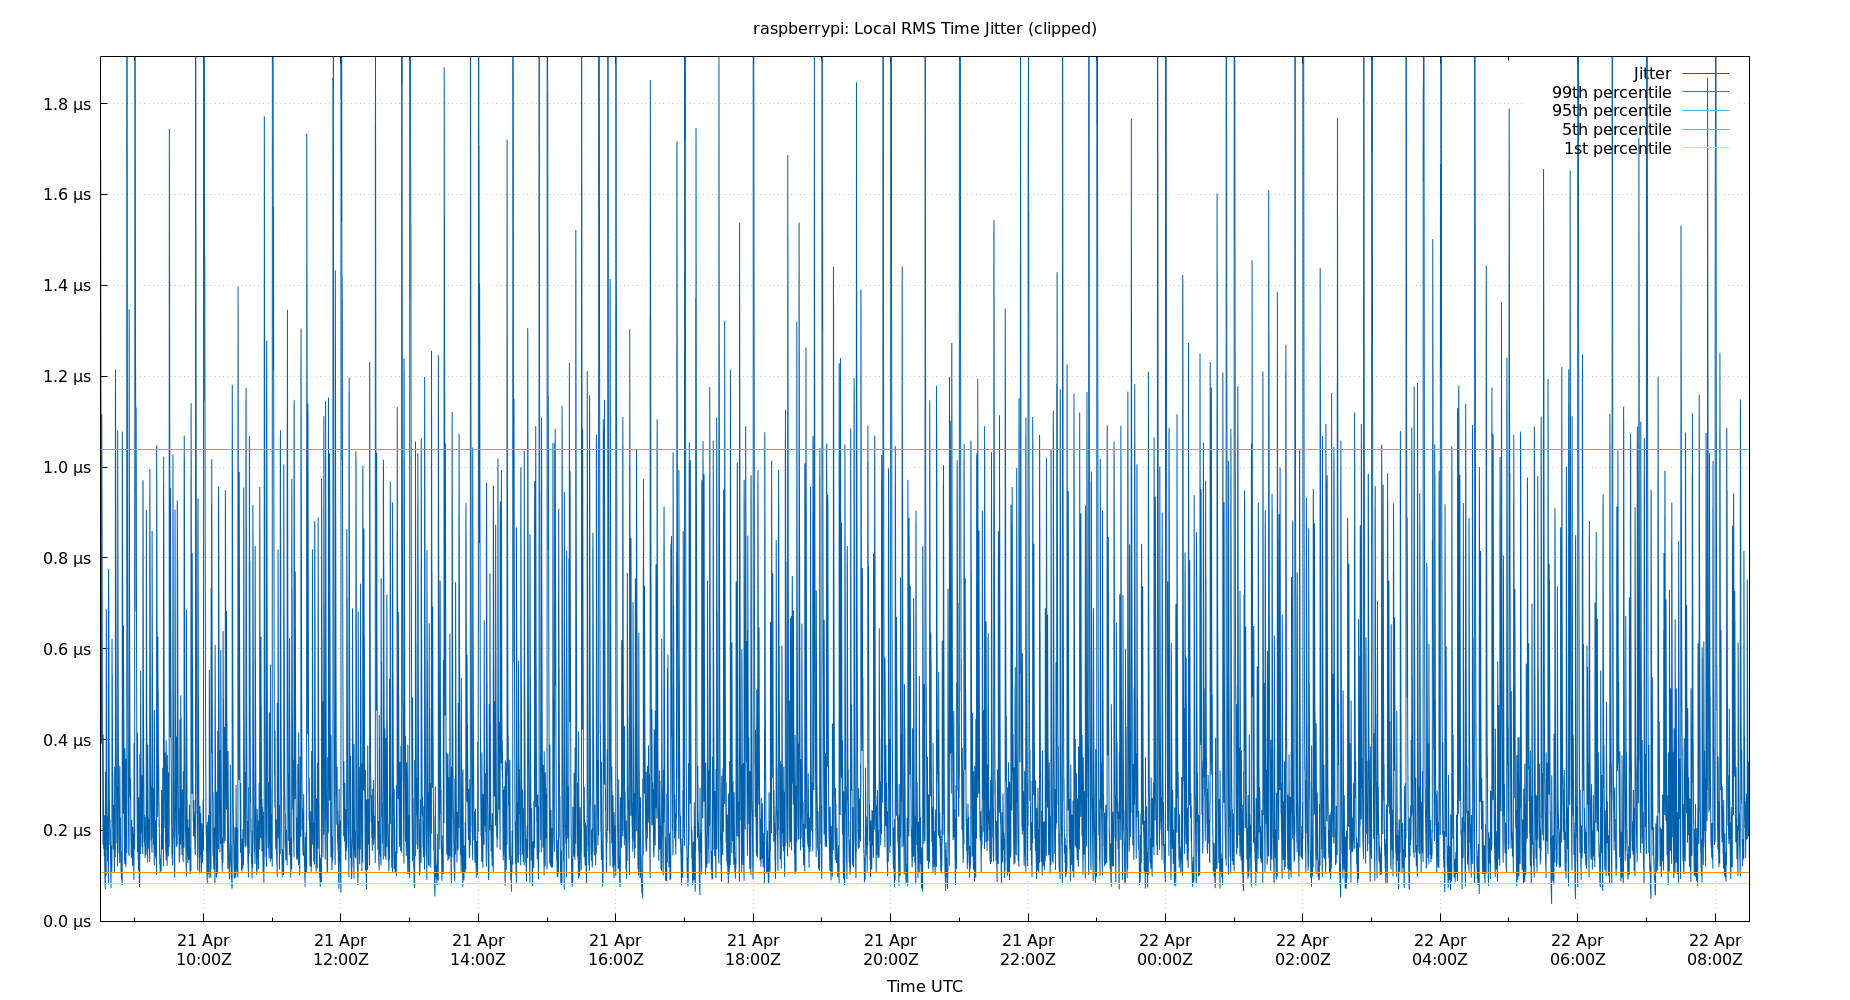 raspberrypi: Local RMS Time Jitter (clipped)
Jitter
99th percentile
95th percentile
5th percentile
1st percentile
1.8 μs
1.6 μs
1.4 μs
1.2 μs
1.0 μs
0.8 μs
0.6 μs
0.4 μs
0.2 μs
0.0 μs
21 Apr 21 Apr 21 Apr 21 Apr 21 Apr 21 Apr 21 Apr 22 Apr 22 Apr 22 Apr 22 Apr 22 Apr
10:00Z 12:00Z 14:00Z 16:00Z 18:00Z 20:00Z 22:00Z 00:00Z 02:00Z 04:00Z 06:00Z 08:00Z
Time UTC